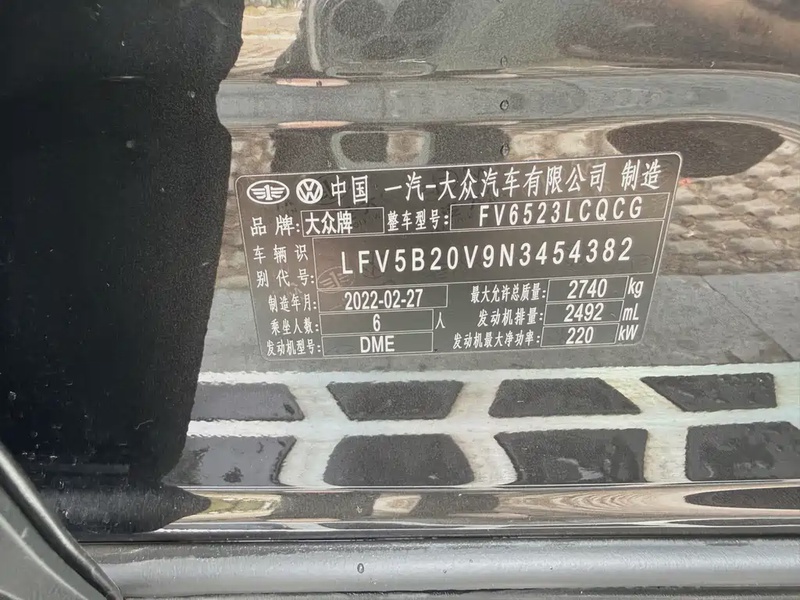 中国 一汽-大众汽车有限公司 制造
品牌: 大众牌 整车型号: FV6523LCQCG
车辆识别代号: LFV5B20V9N3454382
制造年月: 2022-02-27 最大允许总质量: 2740 kg
乘坐人数: 6 人 发动机排量: 2492 mL
发动机型号: DME 发动机最大净功率: 220 kW